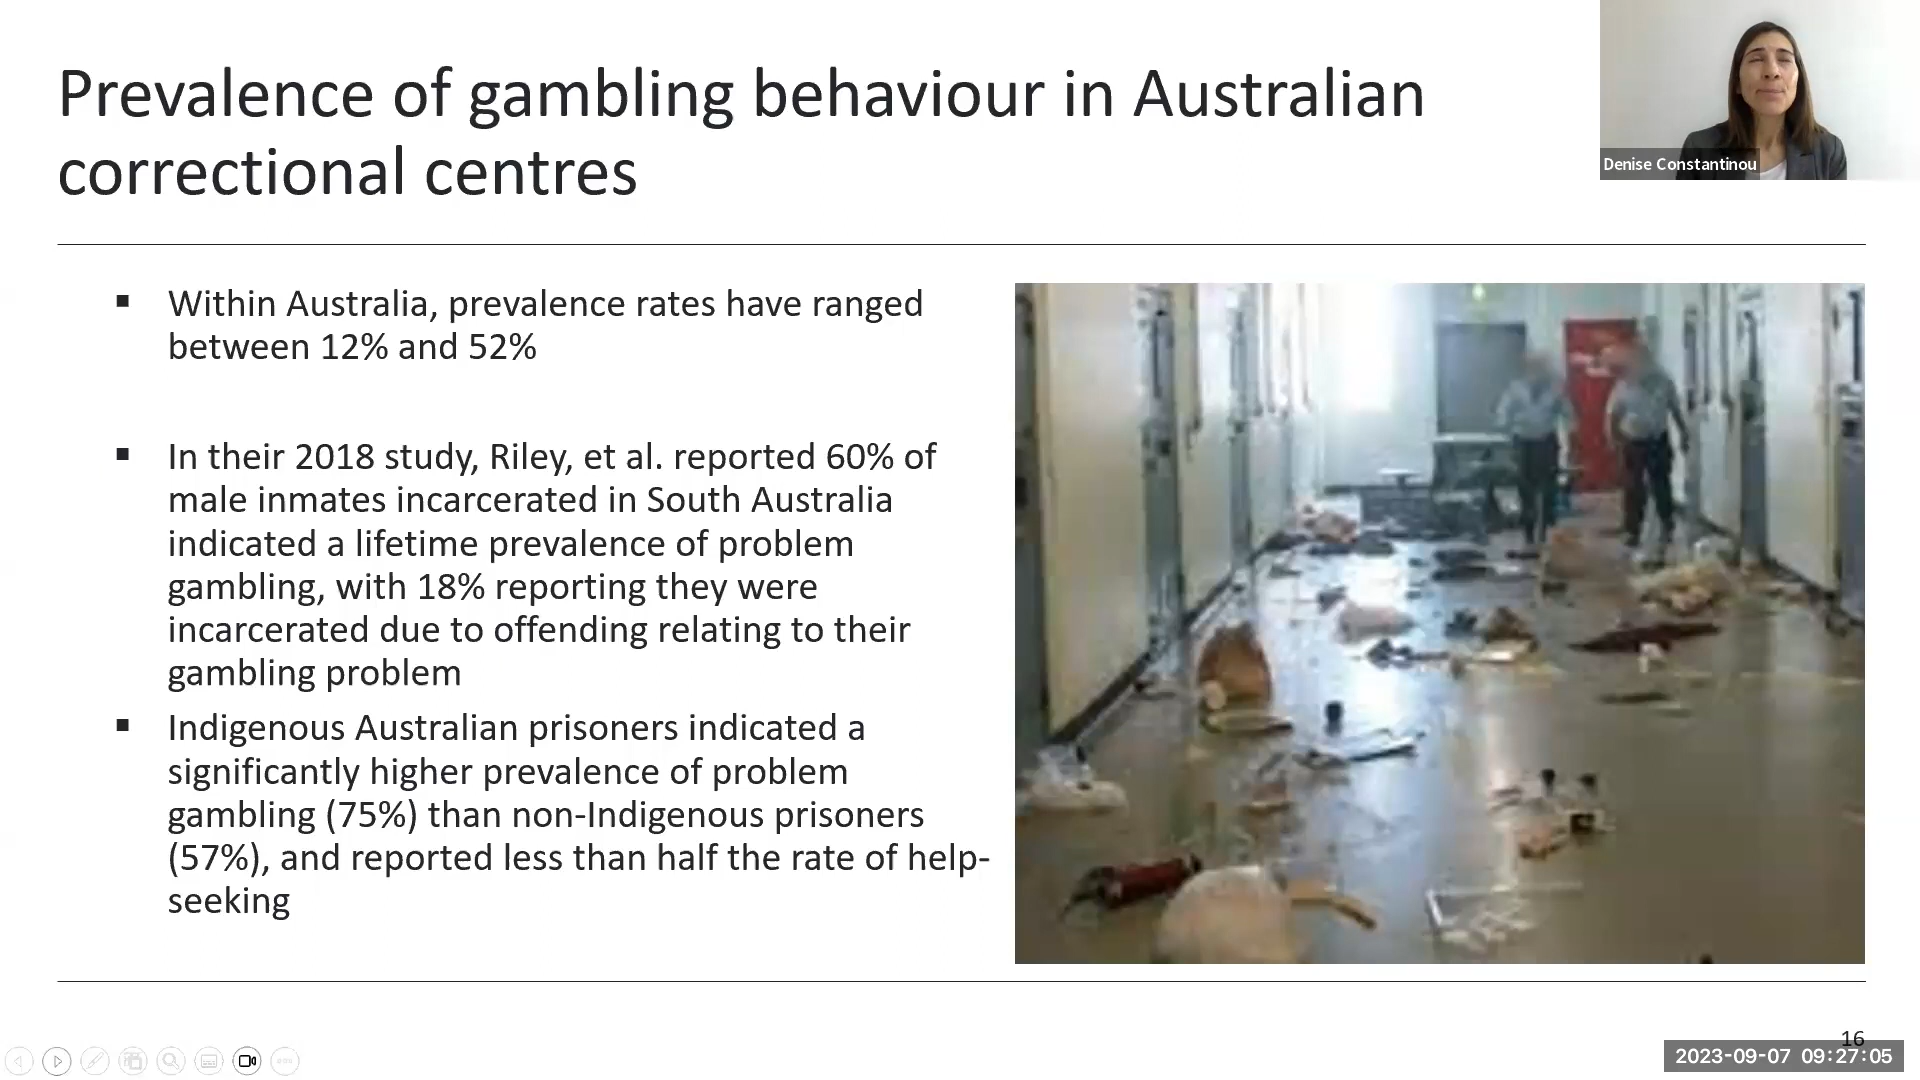 Prevalence of gambling behaviour in Australian
correctional centres
Denise Constantinou
▪ Within Australia, prevalence rates have ranged
between 12% and 52%
▪ In their 2018 study, Riley, et al. reported 60% of
male inmates incarcerated in South Australia
indicated a lifetime prevalence of problem
gambling, with 18% reporting they were
incarcerated due to offending relating to their
gambling problem
▪ Indigenous Australian prisoners indicated a
significantly higher prevalence of problem
gambling (75%) than non-Indigenous prisoners
(57%), and reported less than half the rate of help-
seeking
16
2023-09-07 09:27:05